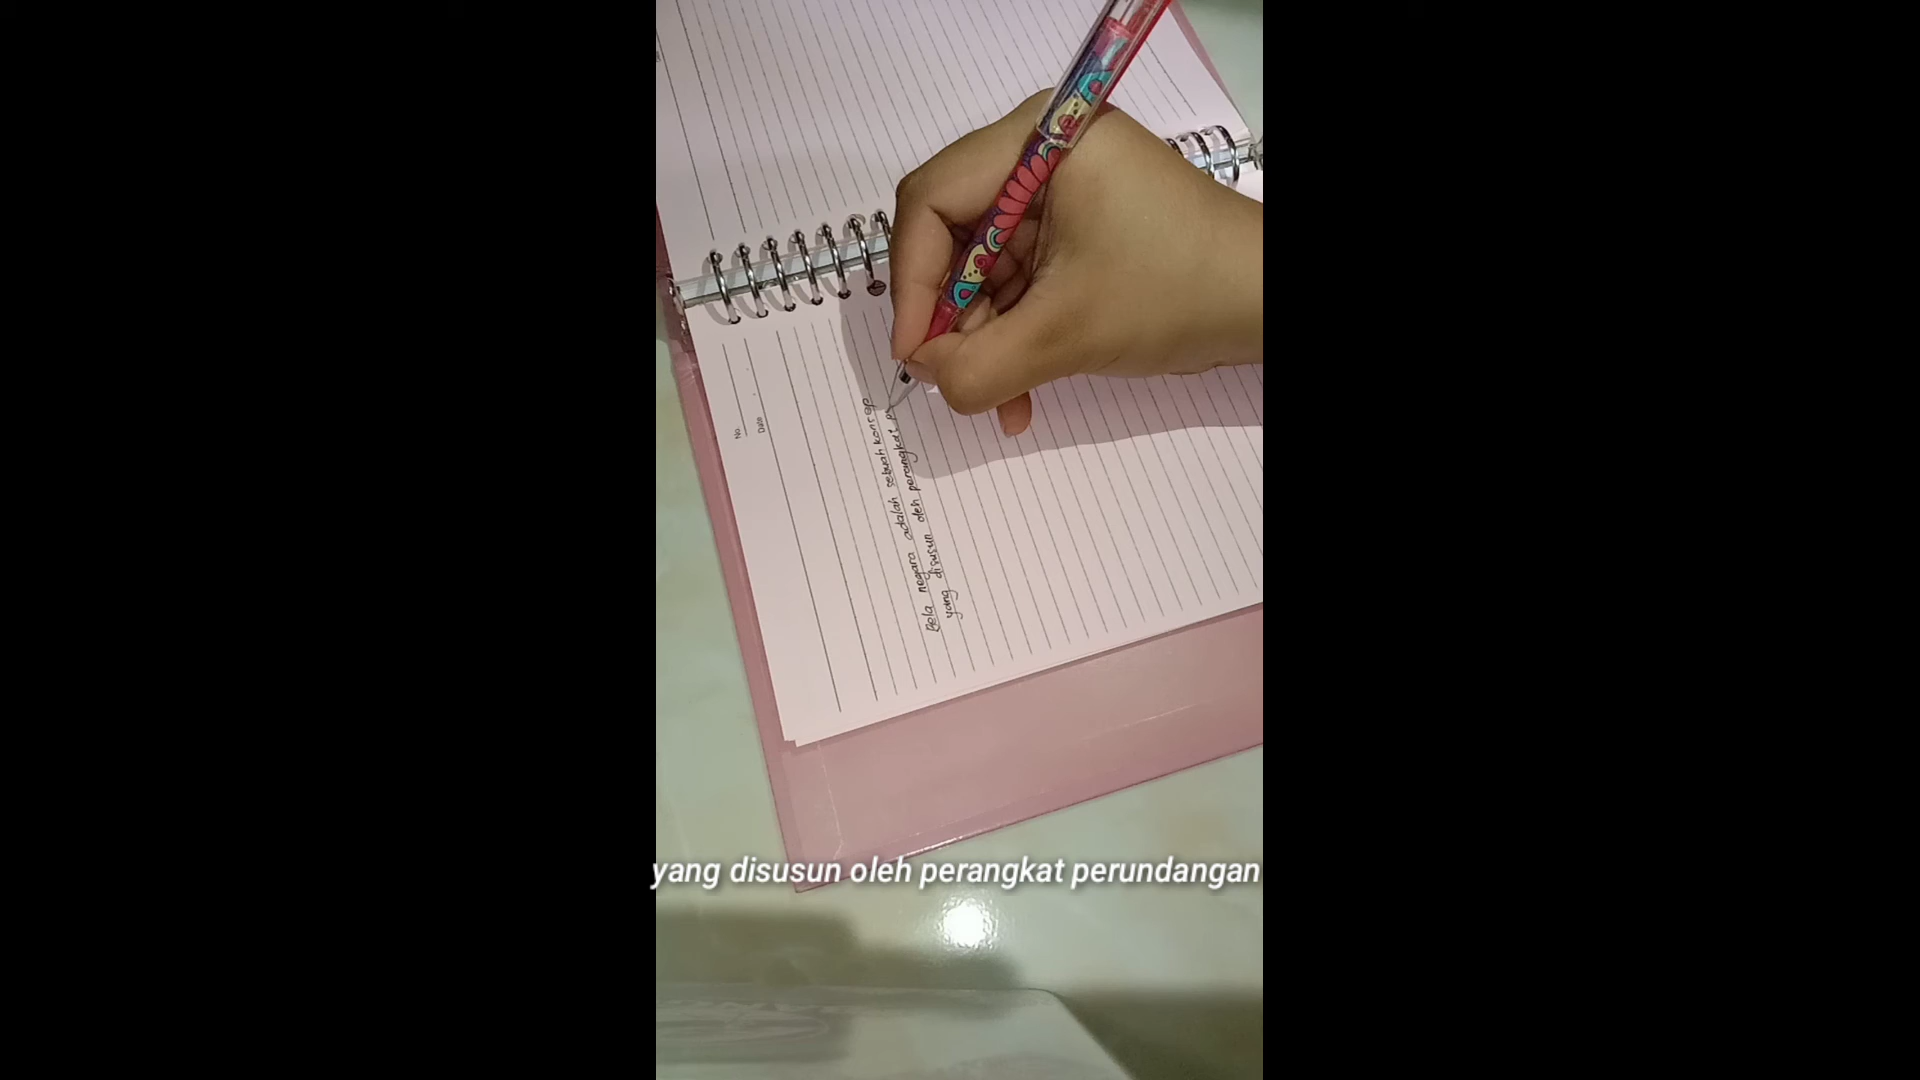 No.
Date
Bela negara adalah sebuah konsep
yang disusun oleh perangkat p
yang disusun oleh perangkat perundangan